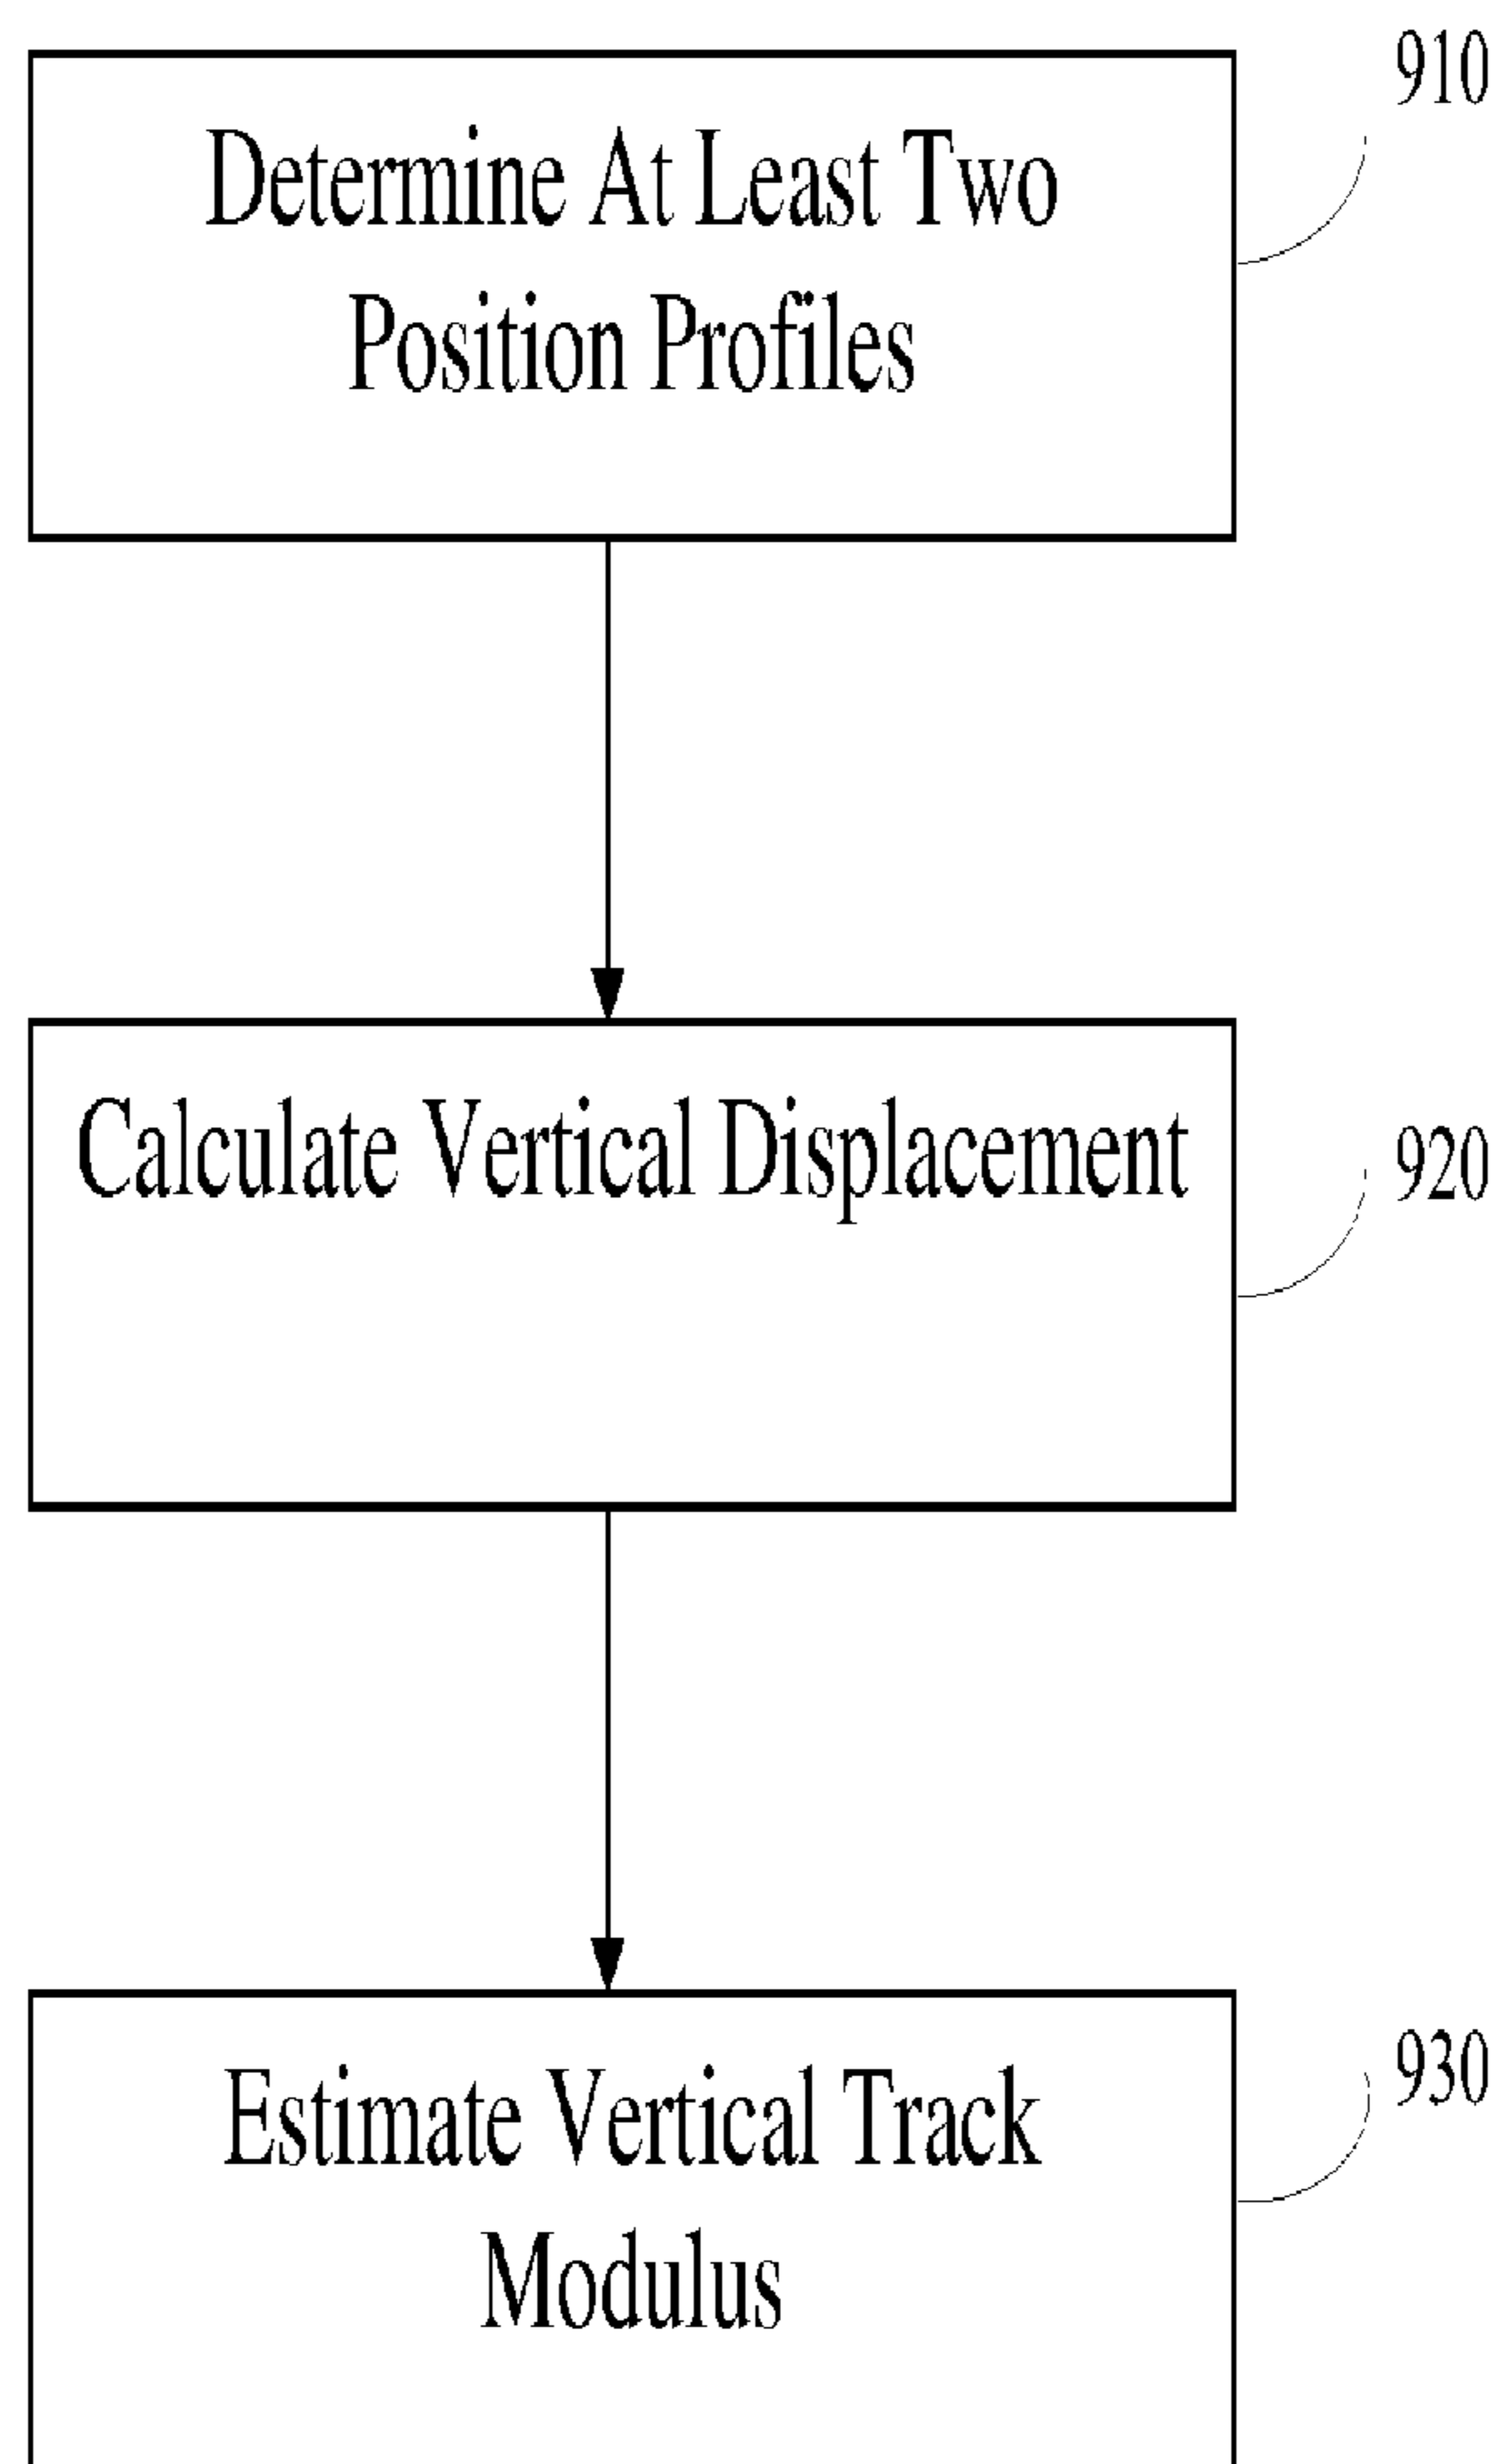 910
Determine At Least Two
Position Profiles
Calculate Vertical Displacement
920
930
Estimate Vertical Track
Modulus